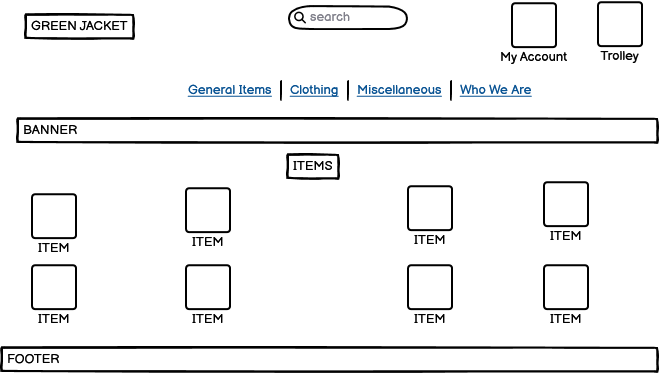 GREEN JACKET
search
My Account
Trolley
General Items
Clothing
Miscellaneous
Who We Are
BANNER
ITEMS
ITEM
ITEM
ITEM
ITEM
ITEM
ITEM
ITEM
ITEM
FOOTER